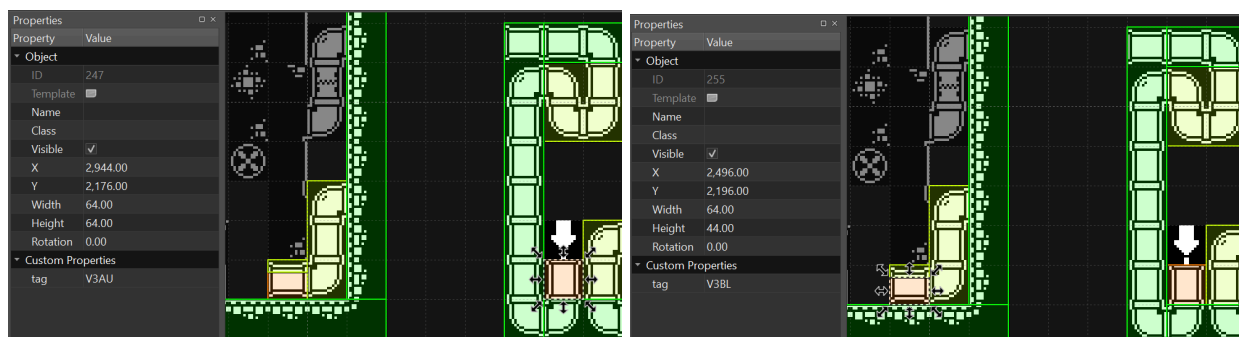 Properties
Property Value
Object
ID 247
Template
Name
Class
Visible
X 2,944.00
Y 2,176.00
Width 64.00
Height 64.00
Rotation 0.00
Custom Properties
tag V3AU
Properties
Property Value
Object
ID 255
Template
Name
Class
Visible
X 2,496.00
Y 2,196.00
Width 64.00
Height 44.00
Rotation 0.00
Custom Properties
tag V3BL